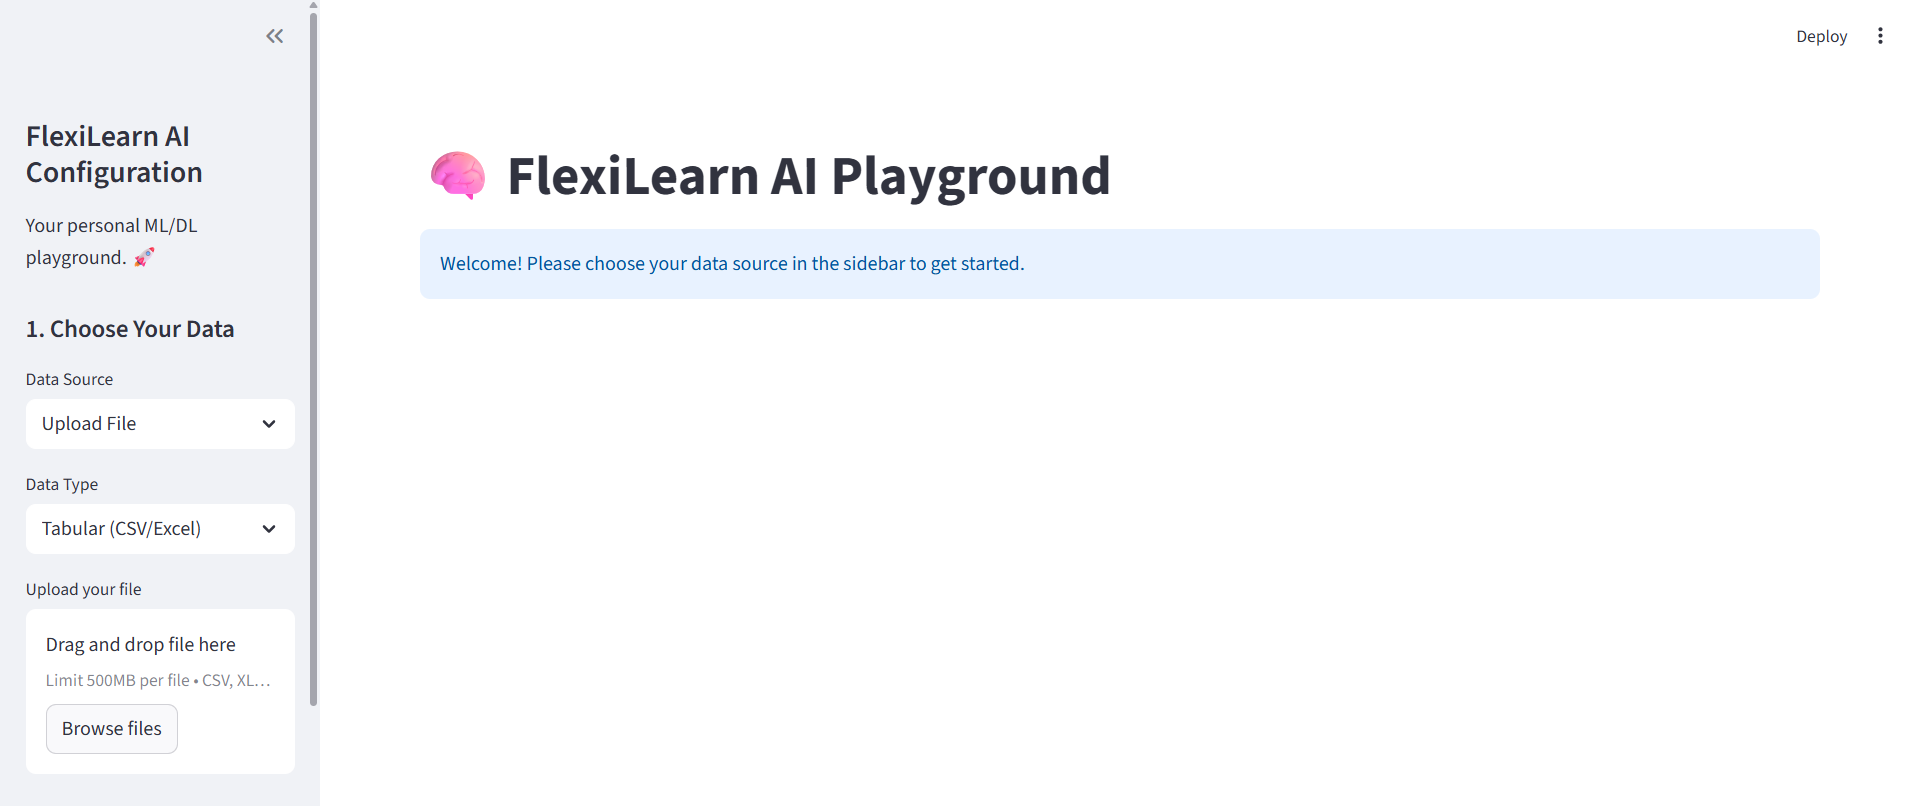 FlexiLearn AI
Configuration
Your personal ML/DL
playground. 🚀
1. Choose Your Data
Data Source
Upload File
Data Type
Tabular (CSV/Excel)
Upload your file
Drag and drop file here
Limit 500MB per file • CSV, XL...
Browse files
Deploy
🧠 FlexiLearn AI Playground
Welcome! Please choose your data source in the sidebar to get started.